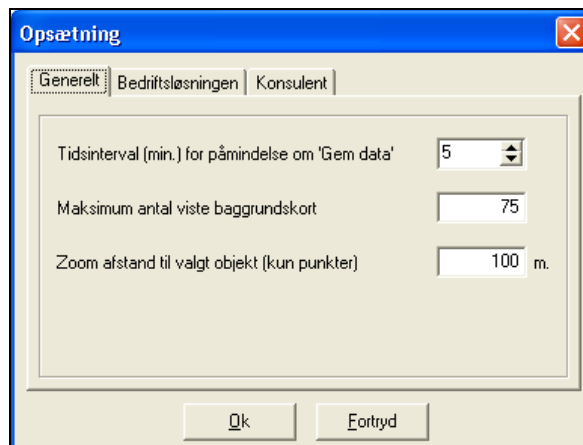 Opsætning
Generelt Bedriftsløsningen Konsulent
Tidsinterval (min.) for påmindelse om 'Gem data' 5
Maksimum antal viste baggrundskort 75
Zoom afstand til valgt objekt (kun punkter) 100 m.
Ok Fortryd